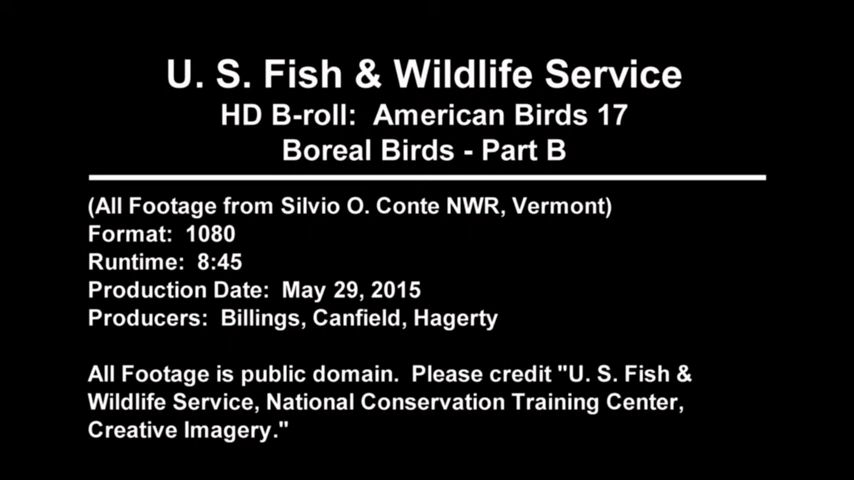 U. S. Fish & Wildlife Service
HD B-roll:  American Birds 17
Boreal Birds - Part B
(All Footage from Silvio O. Conte NWR, Vermont)
Format:  1080
Runtime:  8:45
Production Date:  May 29, 2015
Producers:  Billings, Canfield, Hagerty
All Footage is public domain.  Please credit "U. S. Fish &
Wildlife Service, National Conservation Training Center,
Creative Imagery."